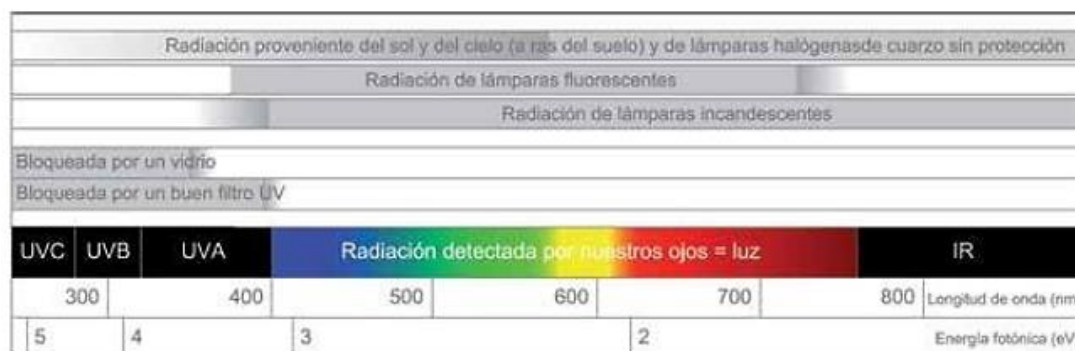 Radiación proveniente del sol y del cielo (a ras del suelo) y de lámparas halógenasde cuarzo sin protección
Radiación de lámparas fluorescentes
Radiación de lámparas incandescentes
Bloqueada por un vidrio
Bloqueada por un buen filtro UV
UVC UVB UVA Radiación detectada por nuestros ojos = luz IR
300 400 500 600 700 800 Longitud de onda (nm
5 4 3 2 Energía fotónica (eV